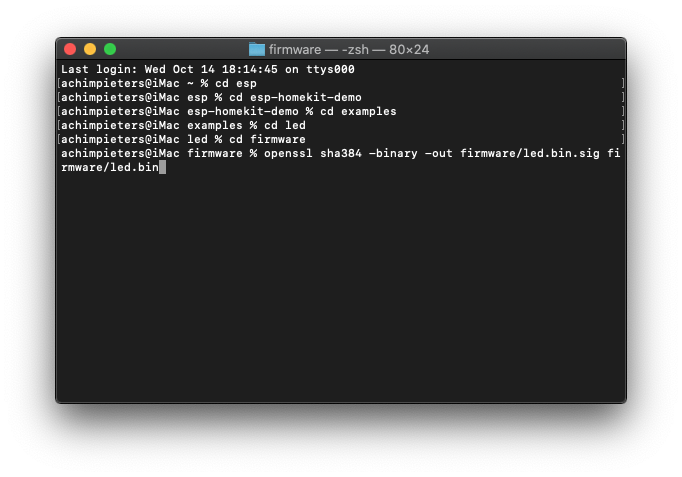 firmware — -zsh — 80×24
Last login: Wed Oct 14 18:14:45 on ttys000
[achimpieters@iMac ~ % cd esp ]
[achimpieters@iMac esp % cd esp-homekit-demo ]
[achimpieters@iMac esp-homekit-demo % cd examples ]
[achimpieters@iMac examples % cd led ]
[achimpieters@iMac led % cd firmware ]
achimpieters@iMac firmware % openssl sha384 -binary -out firmware/led.bin.sig fi
rmware/led.bin